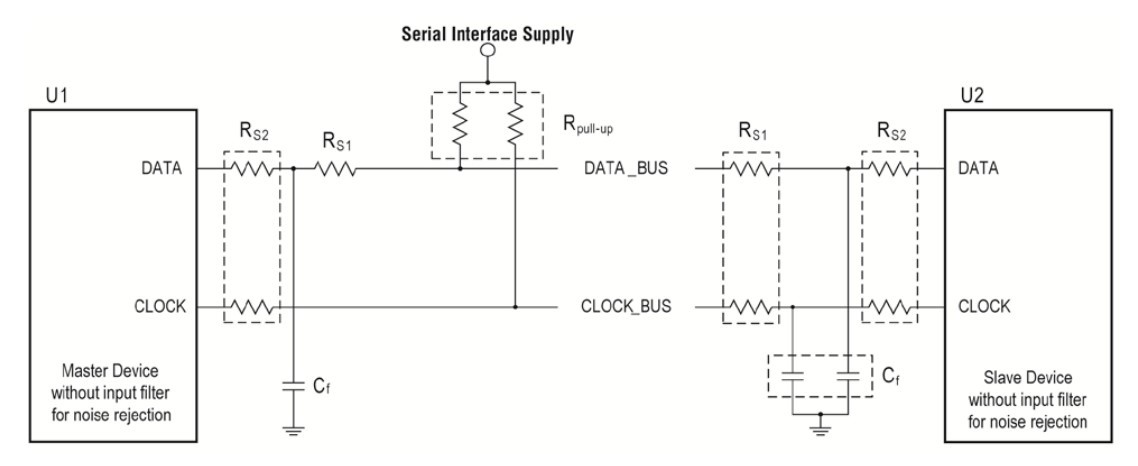 Serial Interface Supply
U1
U2
R_S2
R_S1
R_pull-up
R_S1
R_S2
DATA
DATA_BUS
DATA
CLOCK
CLOCK_BUS
CLOCK
Master Device
without input filter
for noise rejection
C_f
C_f
Slave Device
without input filter
for noise rejection